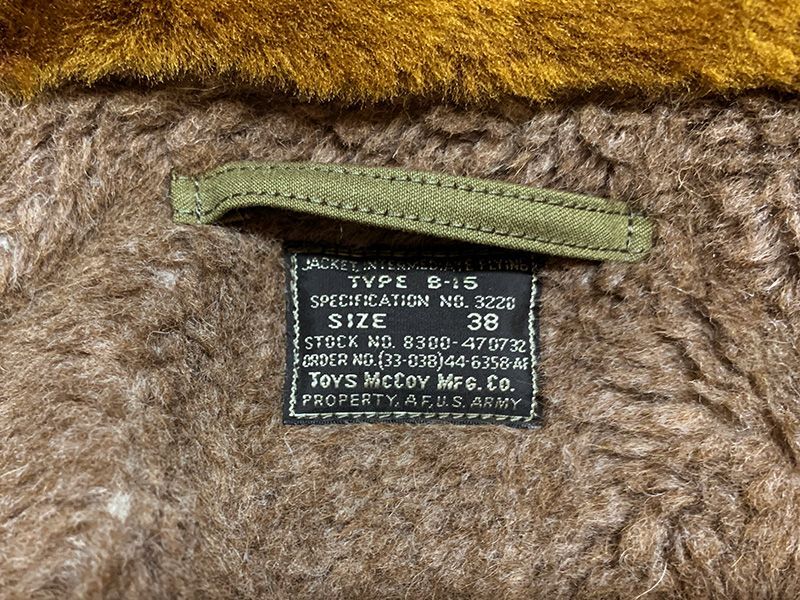 JACKET, INTERMEDIATE FLYING
TYPE B-15
SPECIFICATION NO. 3220
SIZE 38
STOCK NO. 8300-470732
ORDER NO.(33-038)44-6358-AF
TOYS McCOY MFG. CO.
PROPERTY, A.F., U.S. ARMY